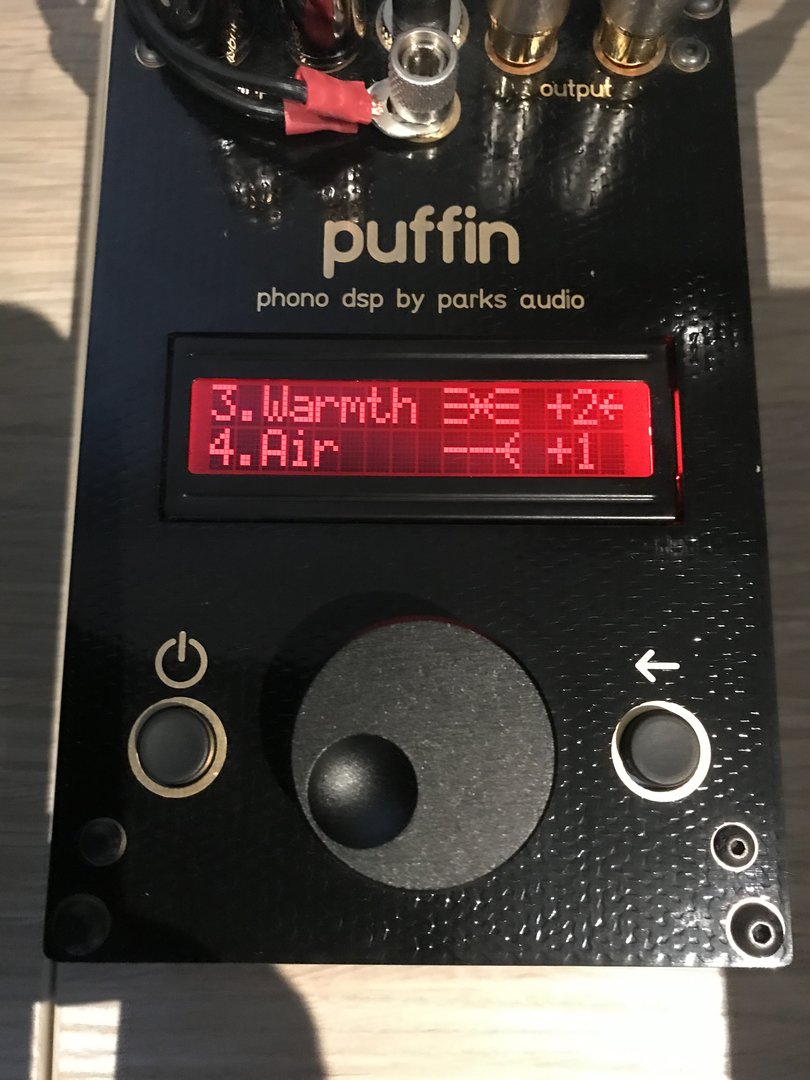 output
puffin
phono dsp by parks audio
3.Warmth +2←
4.Air +1